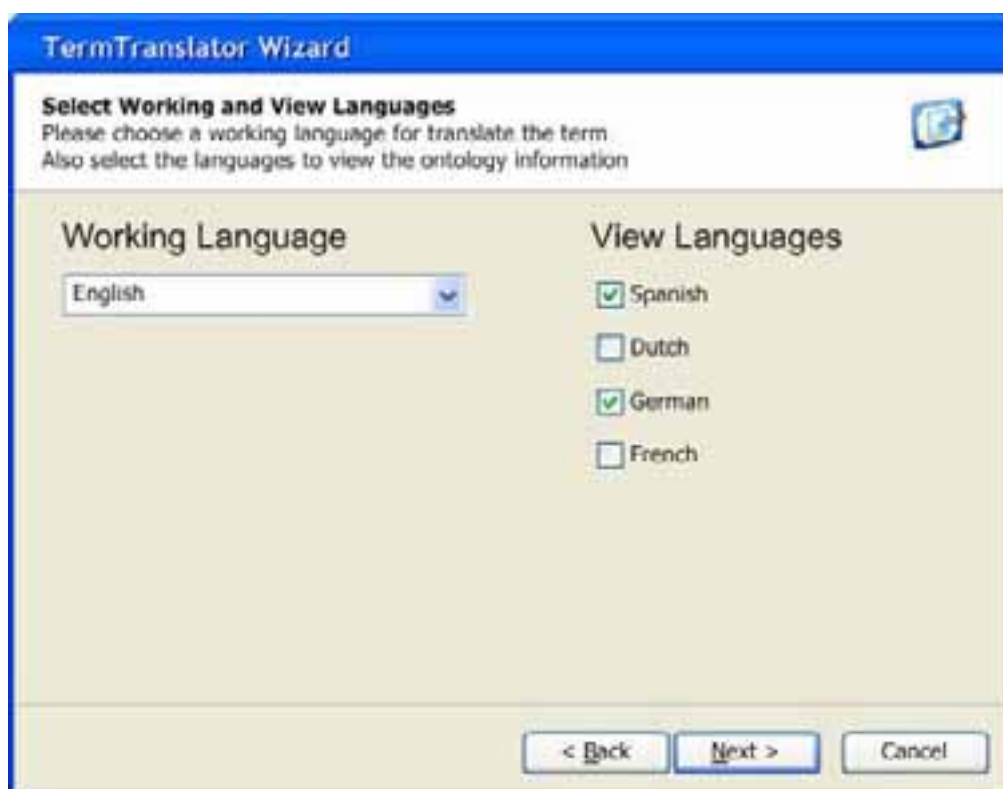 TermTranslator Wizard
Select Working and View Languages
Please choose a working language for translate the term
Also select the languages to view the ontology information
Working Language
English
View Languages
Spanish
Dutch
German
French
< Back
Next >
Cancel